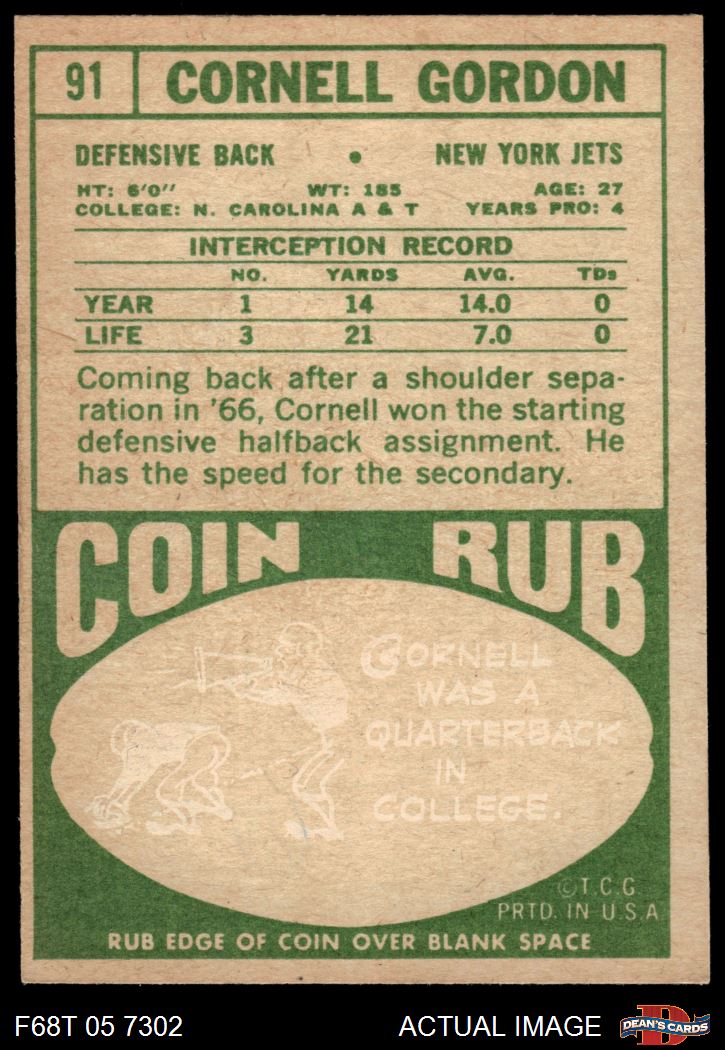 91 CORNELL GORDON
DEFENSIVE BACK • NEW YORK JETS
HT: 6'0" WT: 185 AGE: 27
COLLEGE: N. CAROLINA A & T YEARS PRO: 4
INTERCEPTION RECORD
NO. YARDS AVG. TDs
YEAR 1 14 14.0 0
LIFE 3 21 7.0 0
Coming back after a shoulder sepa-
ration in '66, Cornell won the starting
defensive halfback assignment. He
has the speed for the secondary.
COIN RUB
CORNELL
WAS A
QUARTERBACK
IN
COLLEGE.
©T.C.G.
PRTD. IN U.S.A
RUB EDGE OF COIN OVER BLANK SPACE
F68T 05 7302 ACTUAL IMAGE D DEAN'S CARDS